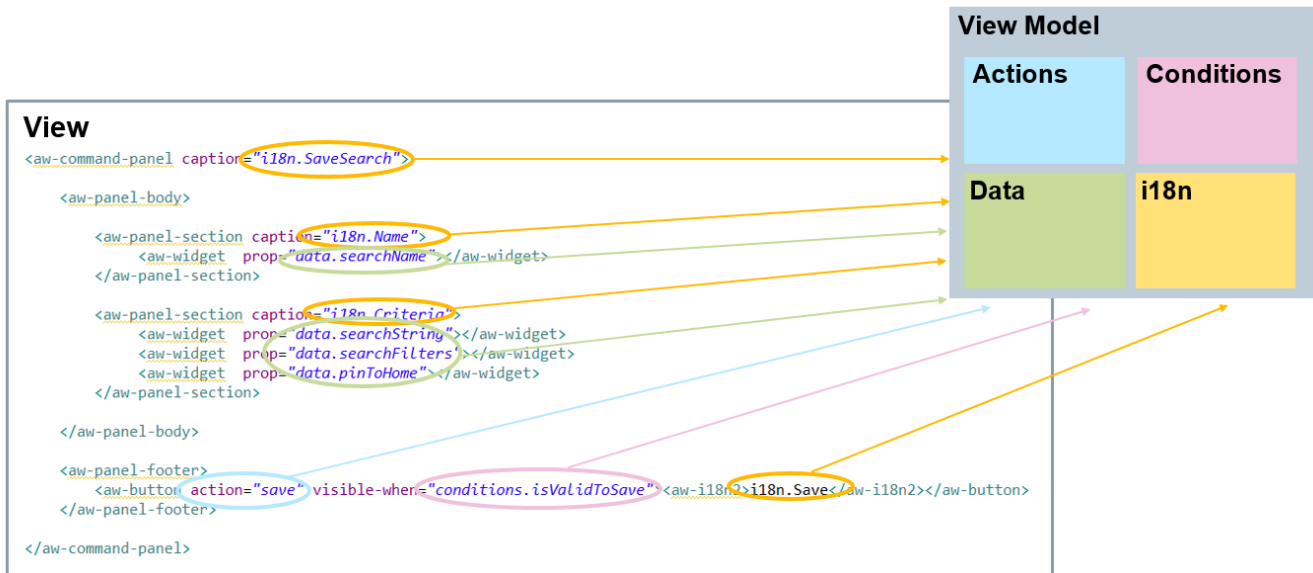 View Model
Actions
Conditions
Data
i18n
View
<aw-command-panel caption="i18n.SaveSearch">
<aw-panel-body>
<aw-panel-section caption="i18n.Name">
<aw-widget prop="data.searchName"></aw-widget>
</aw-panel-section>
<aw-panel-section caption="i18n.Criteria">
<aw-widget prop="data.searchString"></aw-widget>
<aw-widget prop="data.searchFilters"></aw-widget>
<aw-widget prop="data.pinToHome"></aw-widget>
</aw-panel-section>
</aw-panel-body>
<aw-panel-footer>
<aw-button action="save" visible-when="conditions.isValidToSave"><aw-i18n2>i18n.Save</aw-i18n2></aw-button>
</aw-panel-footer>
</aw-command-panel>